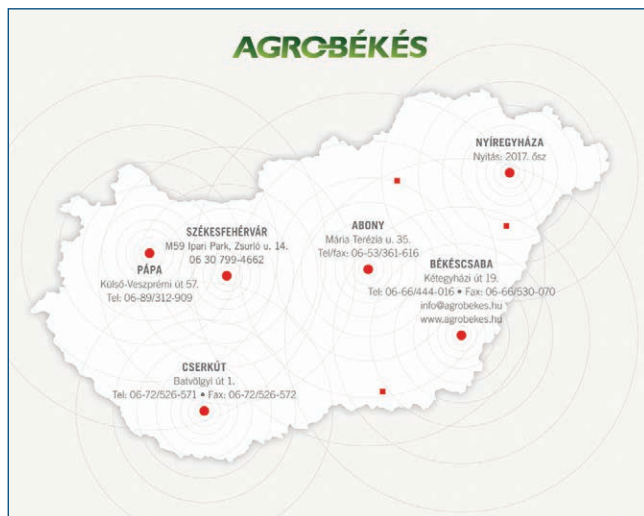 AGROBÉKÉS
NYÍREGYHÁZA
Nyitás: 2017. ősz
SZÉKESFEHÉRVÁR
M59 Ipari Park, Zsurló u. 14.
06 30 799-4662
ABONY
Mária Terézia u. 35.
Tel/fax: 06-53/361-616
PÁPA
Külső-Veszprémi út 57.
Tel: 06-89/312-909
BÉKÉSCSABA
Kétegyházi út 19.
Tel: 06-66/444-016 • Fax: 06-66/530-070
info@agrobekes.hu
www.agrobekes.hu
CSERKÚT
Batvölgyi út 1.
Tel: 06-72/526-571 • Fax: 06-72/526-572